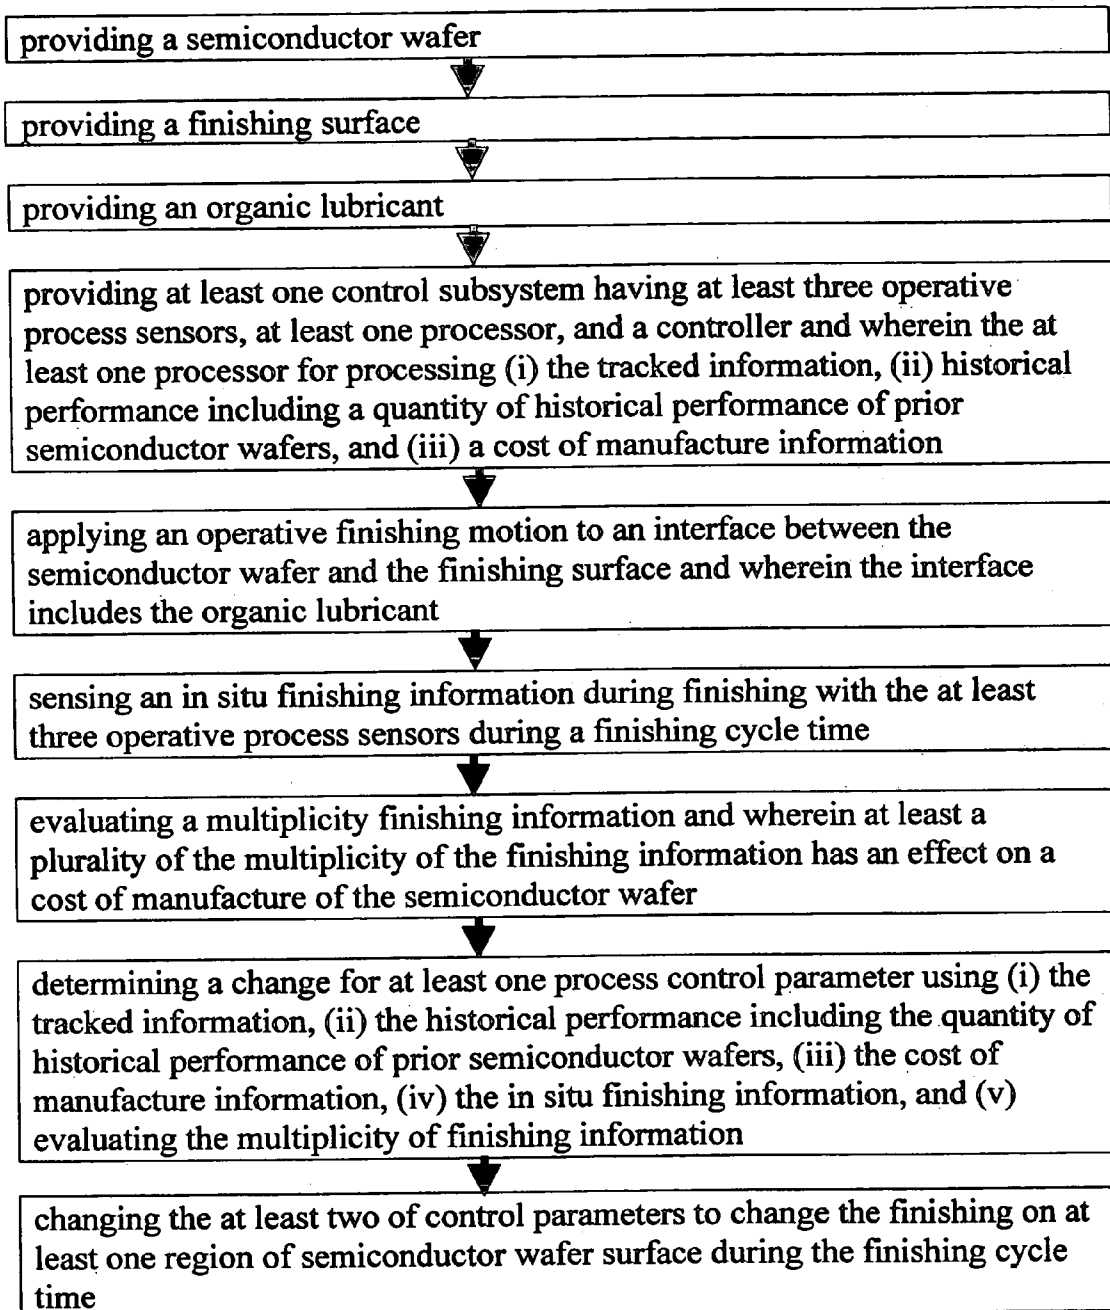 providing a semiconductor wafer
providing a finishing surface
providing an organic lubricant
providing at least one control subsystem having at least three operative
process sensors, at least one processor, and a controller and wherein the at
least one processor for processing (i) the tracked information, (ii) historical
performance including a quantity of historical performance of prior
semiconductor wafers, and (iii) a cost of manufacture information
applying an operative finishing motion to an interface between the
semiconductor wafer and the finishing surface and wherein the interface
includes the organic lubricant
sensing an in situ finishing information during finishing with the at least
three operative process sensors during a finishing cycle time
evaluating a multiplicity finishing information and wherein at least a
plurality of the multiplicity of the finishing information has an effect on a
cost of manufacture of the semiconductor wafer
determining a change for at least one process control parameter using (i) the
tracked information, (ii) the historical performance including the quantity of
historical performance of prior semiconductor wafers, (iii) the cost of
manufacture information, (iv) the in situ finishing information, and (v)
evaluating the multiplicity of finishing information
changing the at least two of control parameters to change the finishing on at
least one region of semiconductor wafer surface during the finishing cycle
time